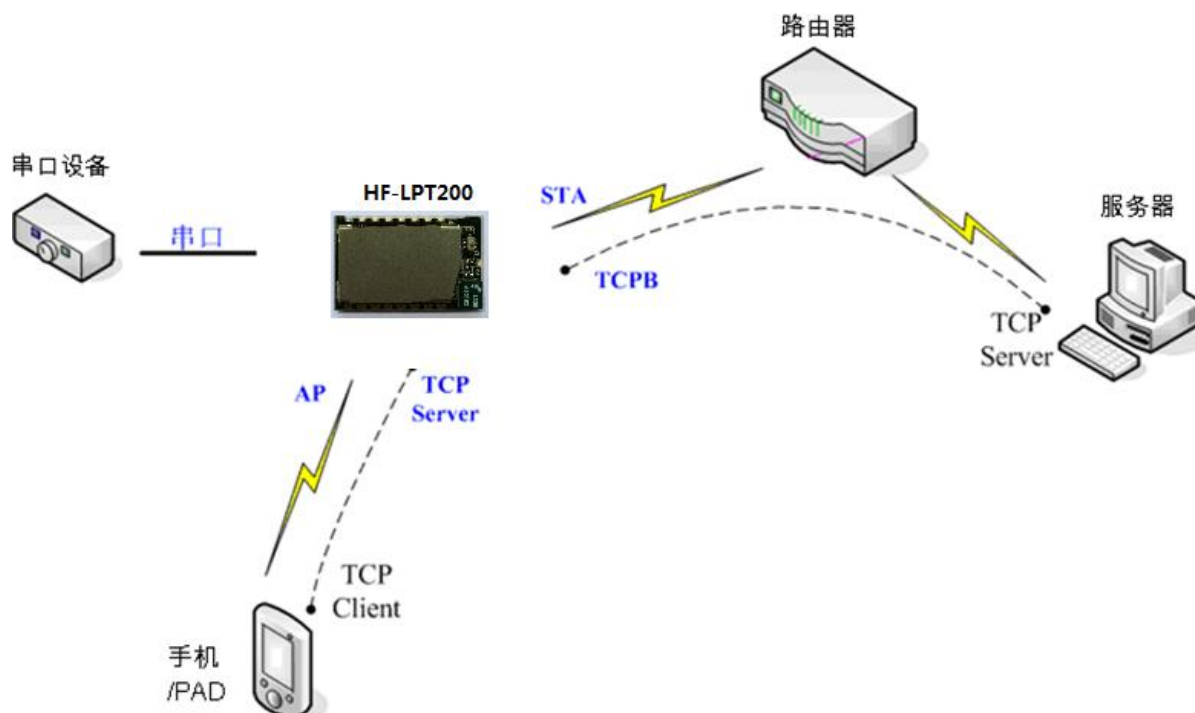 路由器
串口设备
HF-LPT200
STA
服务器
串口
TCPB
TCP
Server
AP
TCP
Server
TCP
Client
手机
/PAD